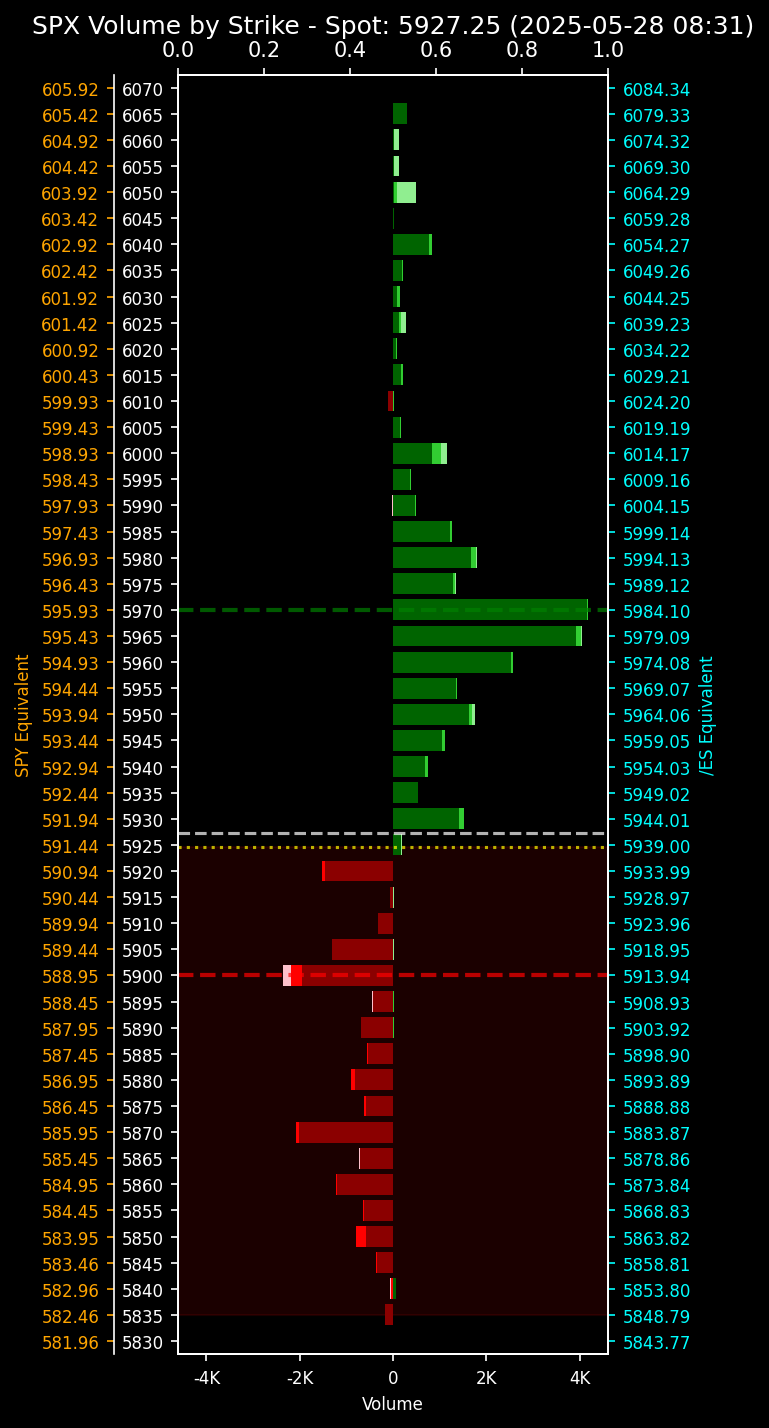 SPX Volume by Strike - Spot: 5927.25 (2025-05-28 08:31)
0.0 0.2 0.4 0.6 0.8 1.0
605.92 6070 6084.34
605.42 6065 6079.33
604.92 6060 6074.32
604.42 6055 6069.30
603.92 6050 6064.29
603.42 6045 6059.28
602.92 6040 6054.27
602.42 6035 6049.26
601.92 6030 6044.25
601.42 6025 6039.23
600.92 6020 6034.22
600.43 6015 6029.21
599.93 6010 6024.20
599.43 6005 6019.19
598.93 6000 6014.17
598.43 5995 6009.16
597.93 5990 6004.15
597.43 5985 5999.14
596.93 5980 5994.13
596.43 5975 5989.12
595.93 5970 5984.10
595.43 5965 5979.09
594.93 5960 5974.08
594.44 5955 5969.07
593.94 5950 5964.06
593.44 5945 5959.05
592.94 5940 5954.03
592.44 5935 5949.02
591.94 5930 5944.01
591.44 5925 5939.00
590.94 5920 5933.99
590.44 5915 5928.97
589.94 5910 5923.96
589.44 5905 5918.95
588.95 5900 5913.94
588.45 5895 5908.93
587.95 5890 5903.92
587.45 5885 5898.90
586.95 5880 5893.89
586.45 5875 5888.88
585.95 5870 5883.87
585.45 5865 5878.86
584.95 5860 5873.84
584.45 5855 5868.83
583.95 5850 5863.82
583.46 5845 5858.81
582.96 5840 5853.80
582.46 5835 5848.79
581.96 5830 5843.77
SPY Equivalent
/ES Equivalent
-4K -2K 0 2K 4K
Volume